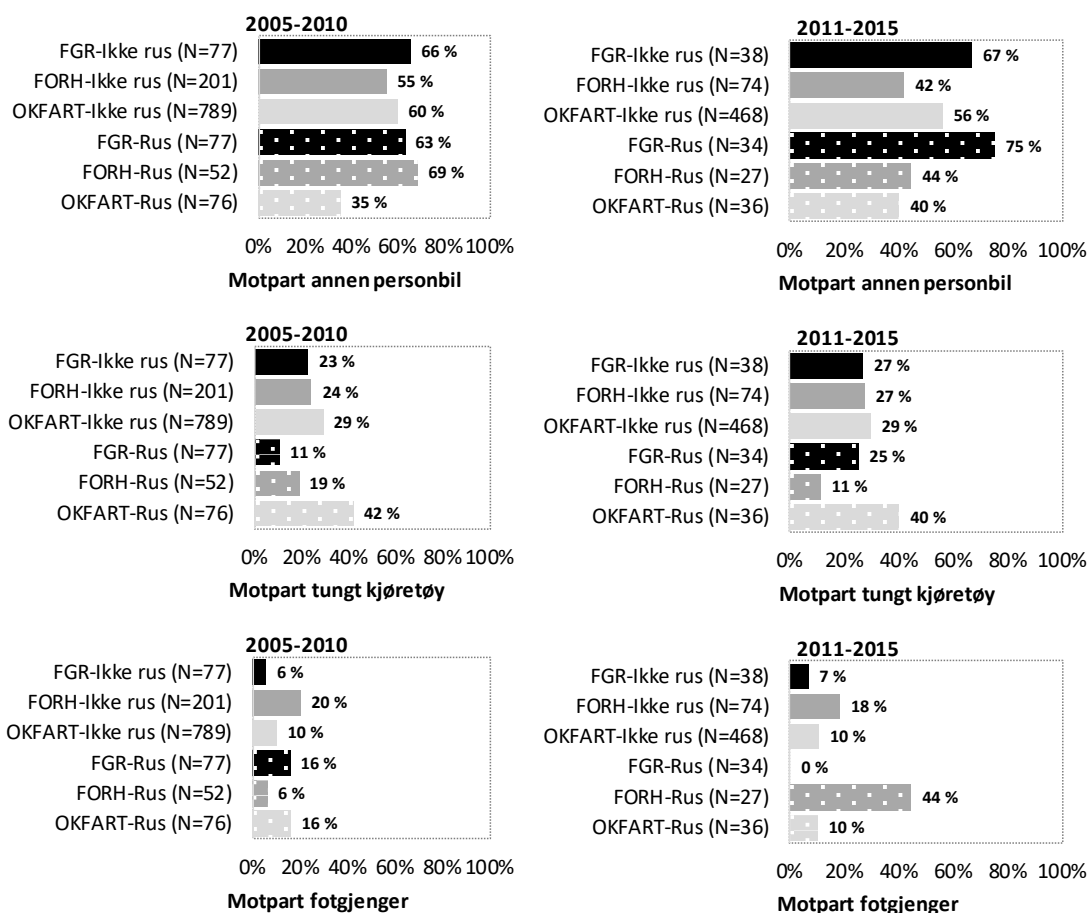 2005-2010
FGR-Ikke rus (N=77) 66 %
FORH-Ikke rus (N=201) 55 %
OKFART-Ikke rus (N=789) 60 %
FGR-Rus (N=77) 63 %
FORH-Rus (N=52) 69 %
OKFART-Rus (N=76) 35 %
0% 20% 40% 60% 80% 100%
Motpart annen personbil
2011-2015
FGR-Ikke rus (N=38) 67 %
FORH-Ikke rus (N=74) 42 %
OKFART-Ikke rus (N=468) 56 %
FGR-Rus (N=34) 75 %
FORH-Rus (N=27) 44 %
OKFART-Rus (N=36) 40 %
0% 20% 40% 60% 80% 100%
Motpart annen personbil
2005-2010
FGR-Ikke rus (N=77) 23 %
FORH-Ikke rus (N=201) 24 %
OKFART-Ikke rus (N=789) 29 %
FGR-Rus (N=77) 11 %
FORH-Rus (N=52) 19 %
OKFART-Rus (N=76) 42 %
0% 20% 40% 60% 80% 100%
Motpart tungt kjøretøy
2011-2015
FGR-Ikke rus (N=38) 27 %
FORH-Ikke rus (N=74) 27 %
OKFART-Ikke rus (N=468) 29 %
FGR-Rus (N=34) 25 %
FORH-Rus (N=27) 11 %
OKFART-Rus (N=36) 40 %
0% 20% 40% 60% 80% 100%
Motpart tungt kjøretøy
2005-2010
FGR-Ikke rus (N=77) 6 %
FORH-Ikke rus (N=201) 20 %
OKFART-Ikke rus (N=789) 10 %
FGR-Rus (N=77) 16 %
FORH-Rus (N=52) 6 %
OKFART-Rus (N=76) 16 %
0% 20% 40% 60% 80% 100%
Motpart fotgjenger
2011-2015
FGR-Ikke rus (N=38) 7 %
FORH-Ikke rus (N=74) 18 %
OKFART-Ikke rus (N=468) 10 %
FGR-Rus (N=34) 0 %
FORH-Rus (N=27) 44 %
OKFART-Rus (N=36) 10 %
0% 20% 40% 60% 80% 100%
Motpart fotgjenger